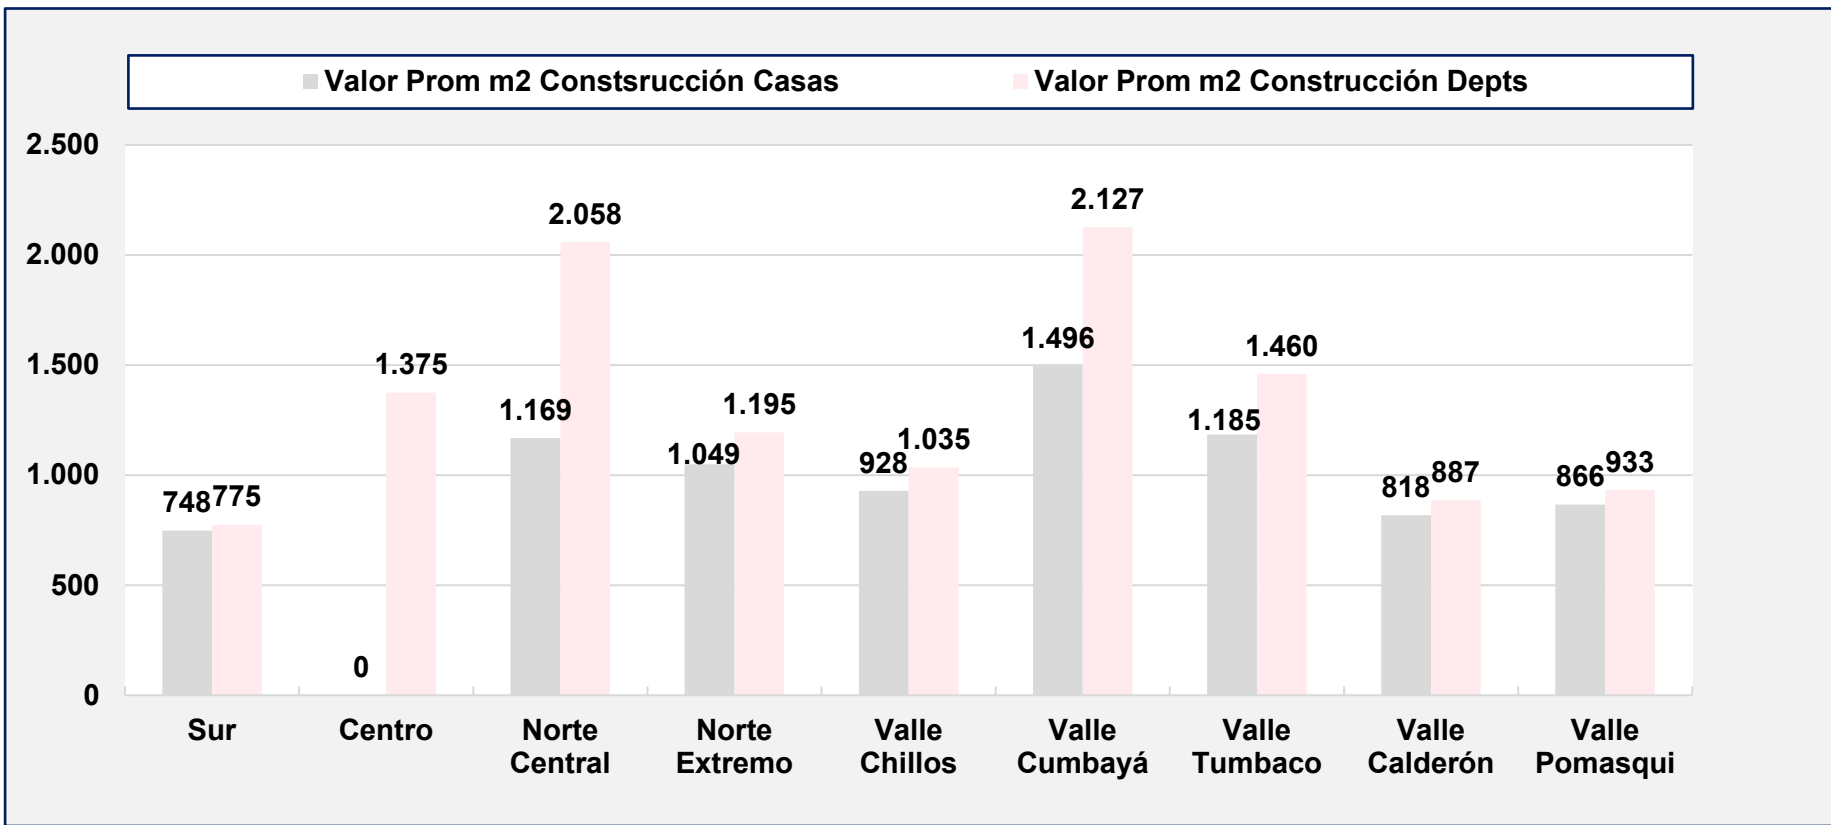 Valor Prom m2 Constsrucción Casas
Valor Prom m2 Construcción Depts
2.500
2.000
1.500
1.000
500
0
748
775
0
1.375
1.169
2.058
1.049
1.195
928
1.035
1.496
2.127
1.185
1.460
818
887
866
933
Sur
Centro
Norte
Central
Norte
Extremo
Valle
Chillos
Valle
Cumbayá
Valle
Tumbaco
Valle
Calderón
Valle
Pomasqui